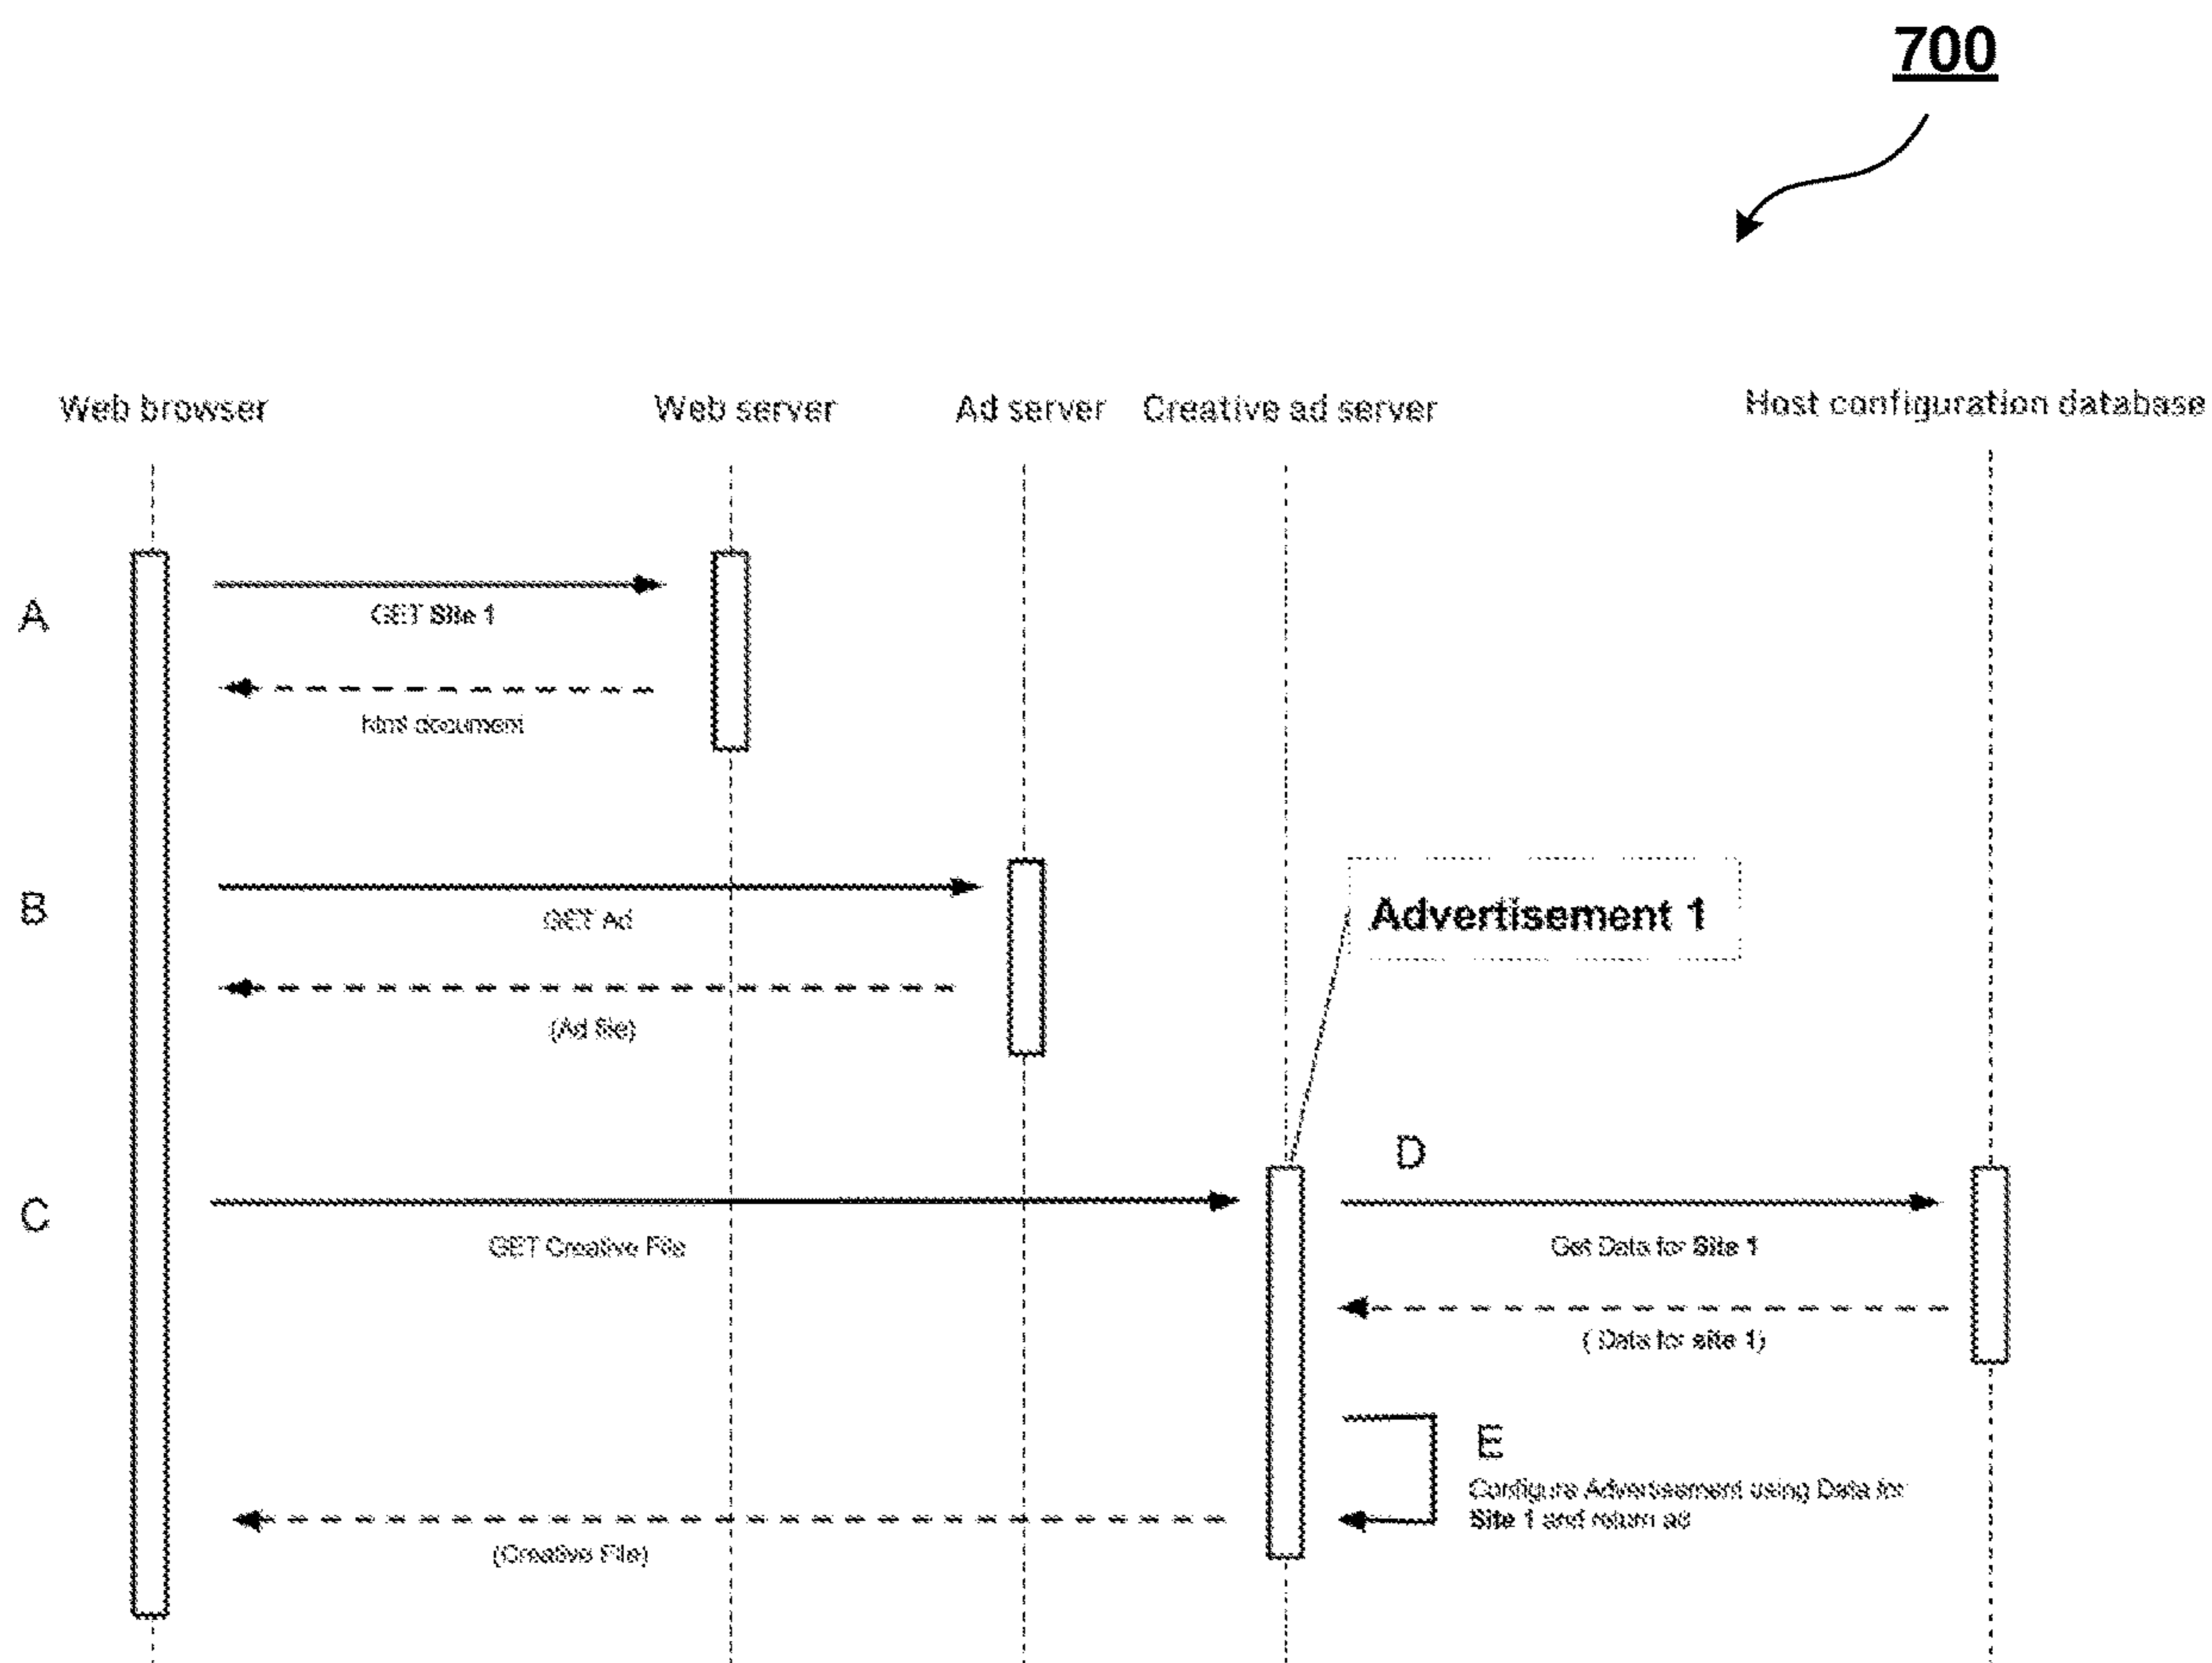 700
Web browser
Web server
Ad server
Creative ad server
Host configuration database
A
GET Site 1
html document
B
GET Ad
(Ad file)
Advertisement 1
C
GET Creative File
D
Get Data for Site 1
( Data for site 1)
E
Configure Advertisement using Data for
Site 1 and return ad
(Creative File)